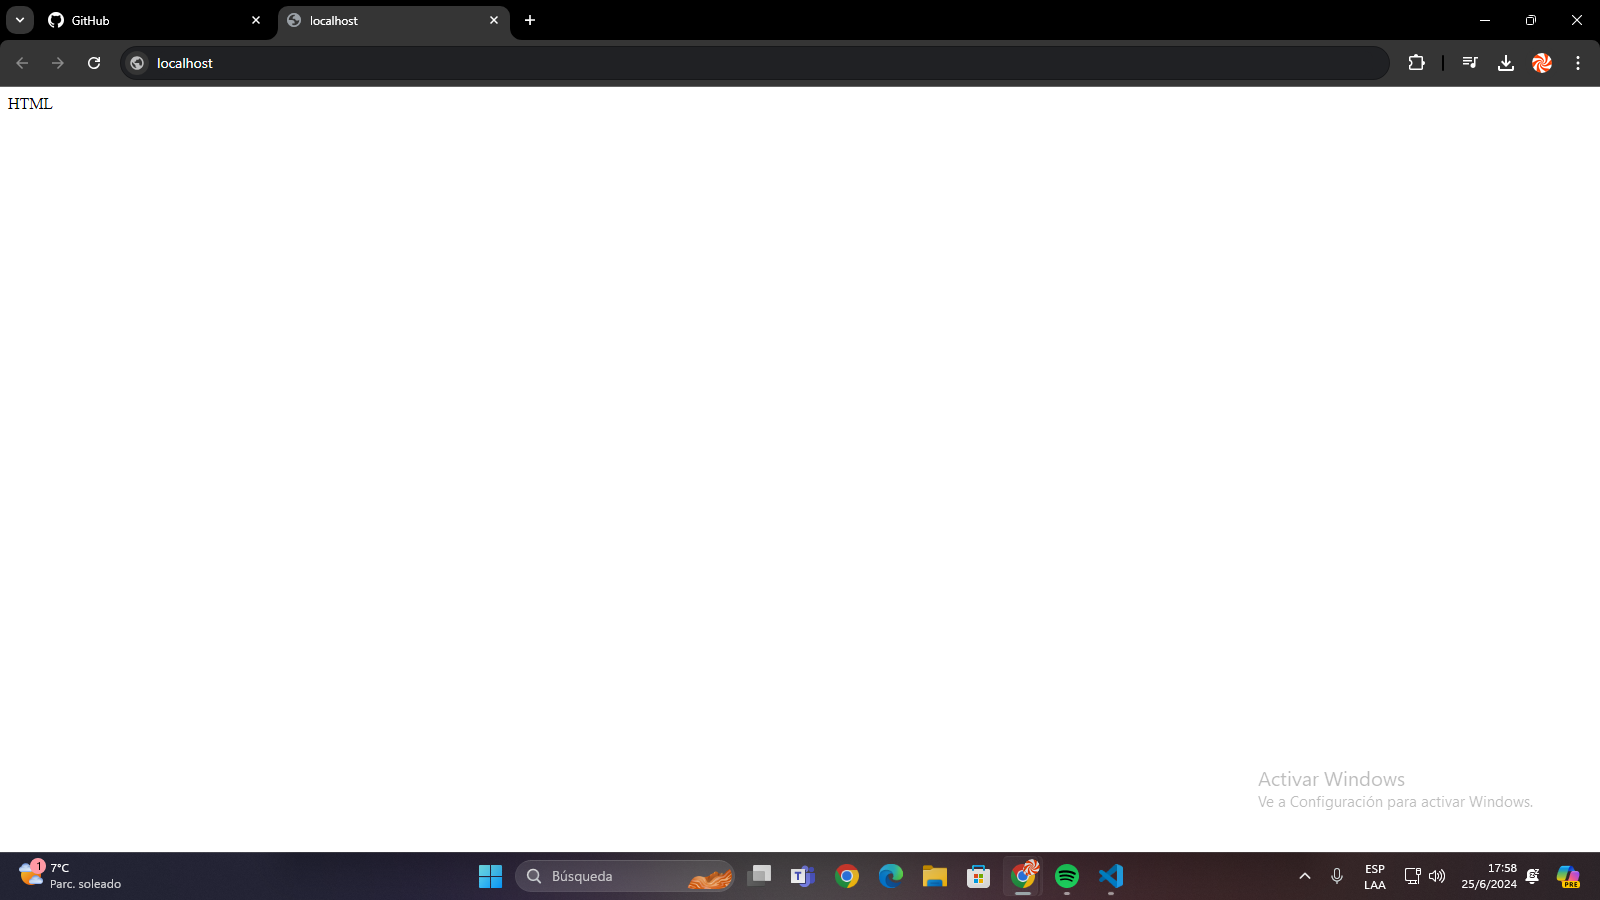 GitHub
localhost
localhost
HTML
Activar Windows
Ve a Configuración para activar Windows.
1
7°C
Parc. soleado
Búsqueda
T
ESP
LAA
17:58
25/6/2024
PRE